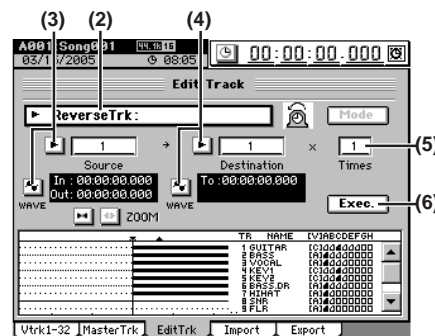 (3) (2) (4)
A001:Song001 44.1k 16 00:00:00.000
03/16/2005 08:05
Edit Track
ReverseTrk: Mode
1 → 1 × 1 (5)
Source Destination Times
In :00:00:00.000 To :00:00:00.000
Out: 00:00:00.000
WAVE WAVE Exec. (6)
ZOOM
TR NAME [V]ABCDEFGH
1 GUITAR [C]
2 BASS [A]
3 VOCAL [A]
4 KEY1 [C]
5 KEY2 [C]
6 BASS.DR [A]
7 HIHAT [A]
8 SNR [A]
9 FLR [A]
Vtrk1-32 MasterTrk EditTrk Import Export